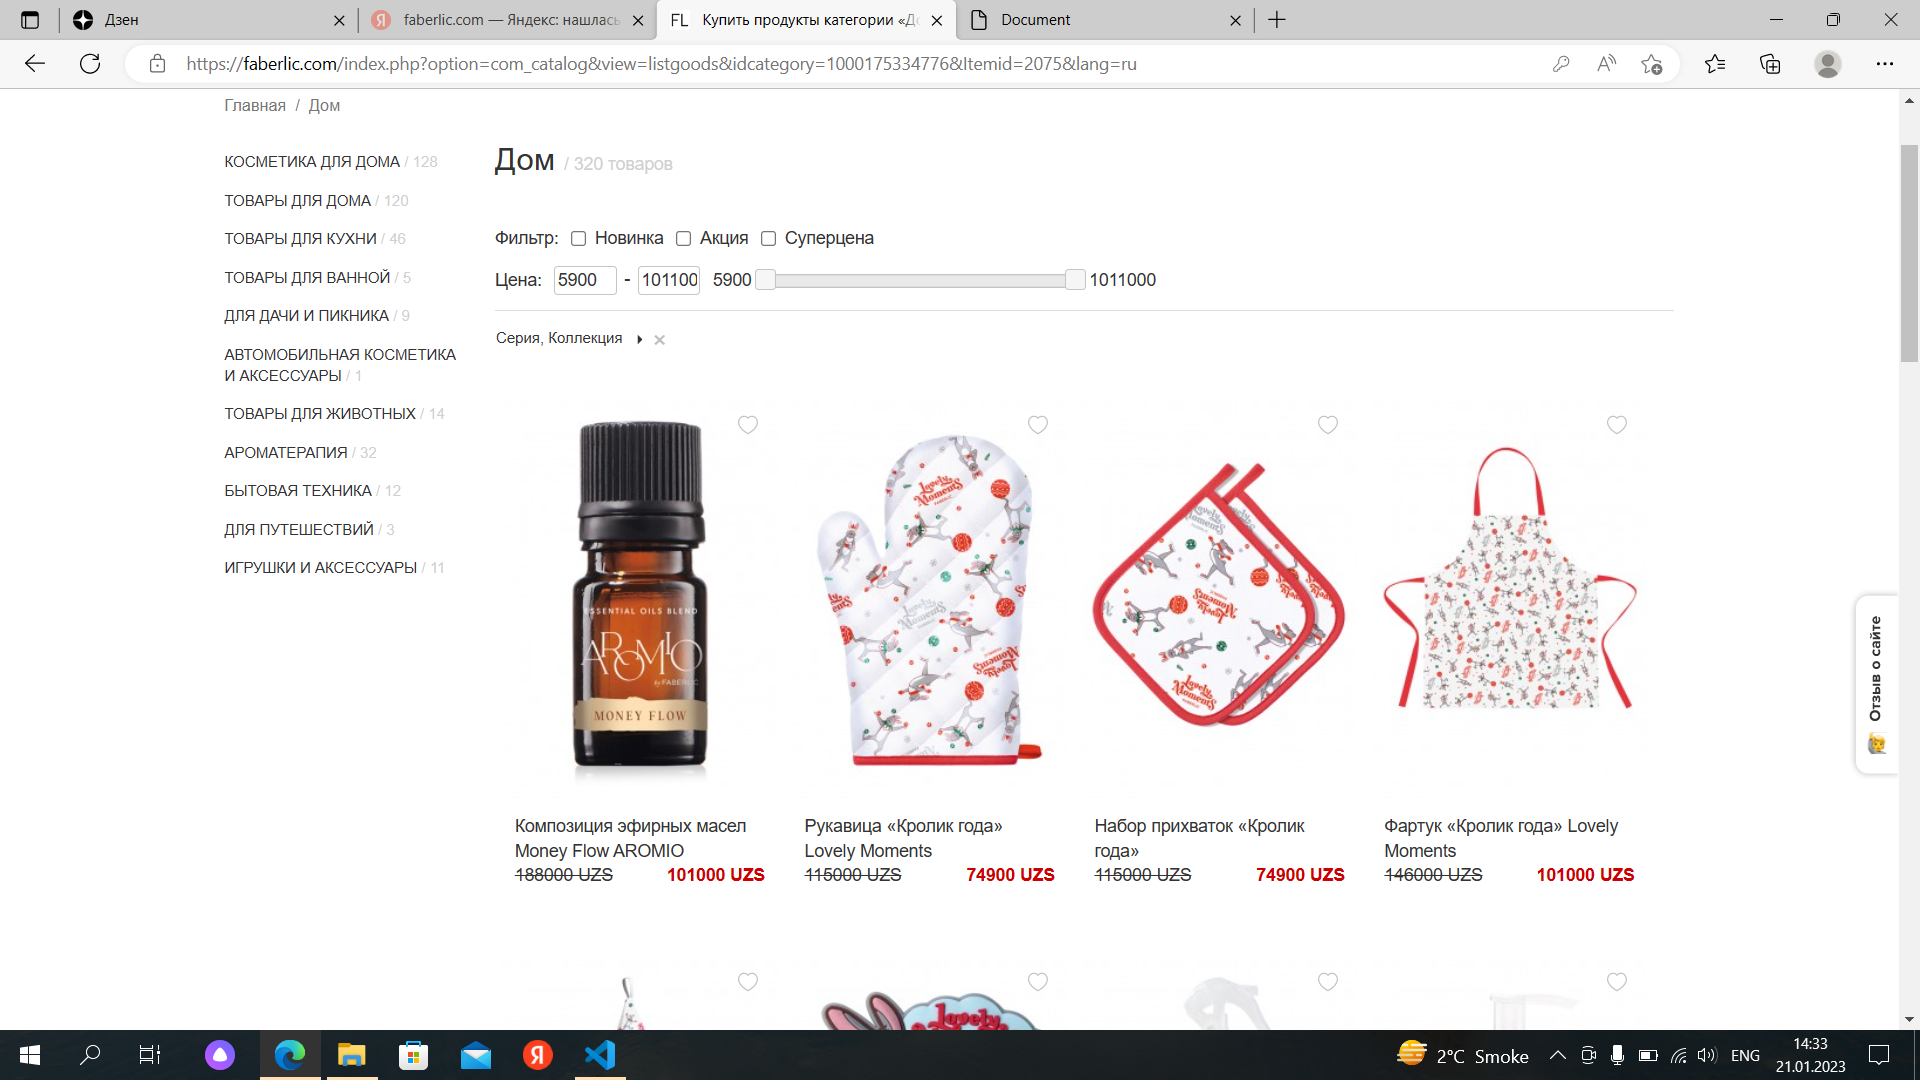 Дзен
faberlic.com — Яндекс: нашлась
FL Купить продукты категории «До
Document
https://faberlic.com/index.php?option=com_catalog&view=listgoods&idcategory=1000175334776&Itemid=2075&lang=ru
Главная / Дом
КОСМЕТИКА ДЛЯ ДОМА / 128
ТОВАРЫ ДЛЯ ДОМА / 120
ТОВАРЫ ДЛЯ КУХНИ / 46
ТОВАРЫ ДЛЯ ВАННОЙ / 5
ДЛЯ ДАЧИ И ПИКНИКА / 9
АВТОМОБИЛЬНАЯ КОСМЕТИКА
И АКСЕССУАРЫ / 1
ТОВАРЫ ДЛЯ ЖИВОТНЫХ / 14
АРОМАТЕРАПИЯ / 32
БЫТОВАЯ ТЕХНИКА / 12
ДЛЯ ПУТЕШЕСТВИЙ / 3
ИГРУШКИ И АКСЕССУАРЫ / 11
Дом / 320 товаров
Фильтр: Новинка Акция Суперцена
Цена: 5900 - 101100 5900 1011000
Серия, Коллекция
ESSENTIAL OILS BLEND
AROMIO
by FABERLIC
MONEY FLOW
Lovely
Moments
FABERLIC
Lovely
Moments
Композиция эфирных масел
Money Flow AROMIO
188000 UZS 101000 UZS
Рукавица «Кролик года»
Lovely Moments
115000 UZS 74900 UZS
Набор прихваток «Кролик
года»
115000 UZS 74900 UZS
Фартук «Кролик года» Lovely
Moments
146000 UZS 101000 UZS
Lovely
Отзыв о сайте
2°C Smoke
ENG
14:33
21.01.2023